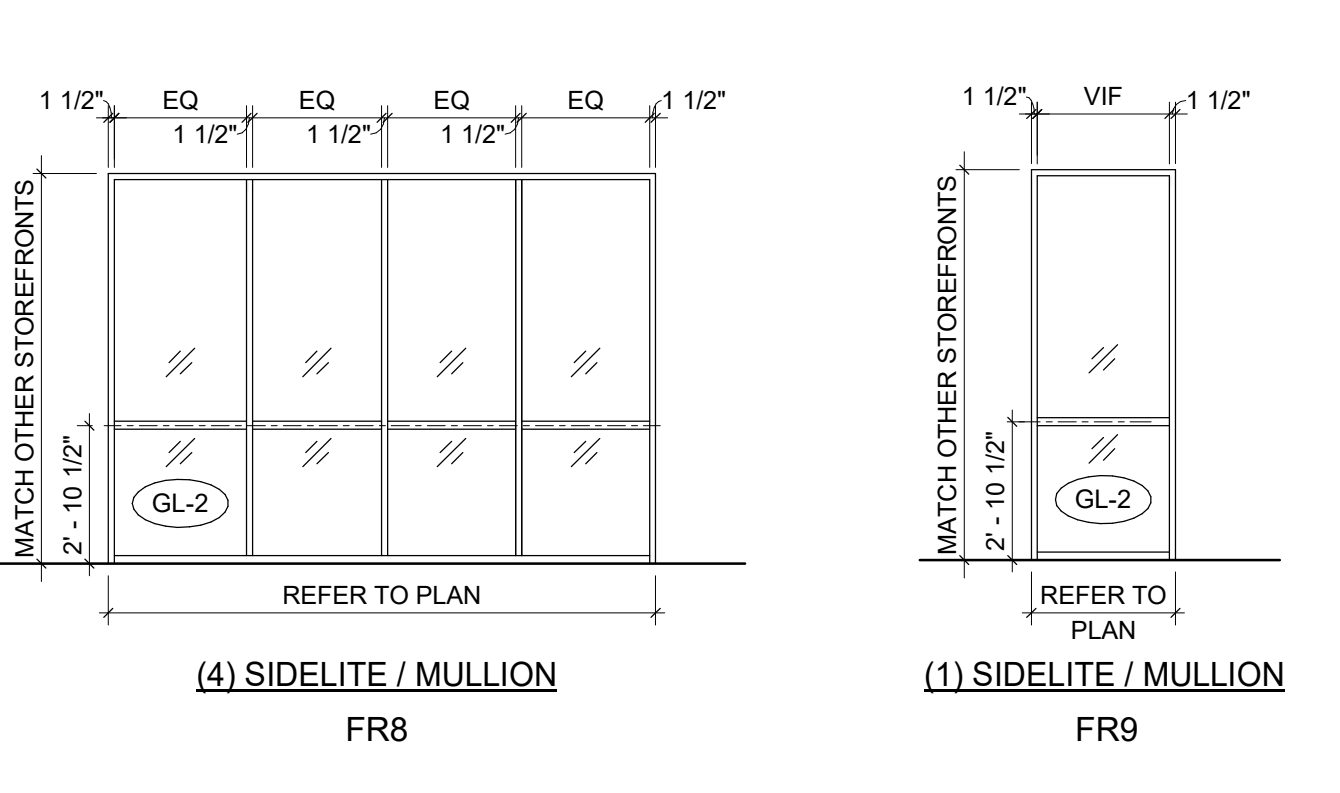 1 1/2" EQ EQ EQ EQ 1 1/2"
1 1/2" 1 1/2" 1 1/2"
MATCH OTHER STOREFRONTS
2' - 10 1/2"
GL-2
REFER TO PLAN
(4) SIDELITE / MULLION
FR8
1 1/2" VIF 1 1/2"
MATCH OTHER STOREFRONTS
2' - 10 1/2"
GL-2
REFER TO
PLAN
(1) SIDELITE / MULLION
FR9